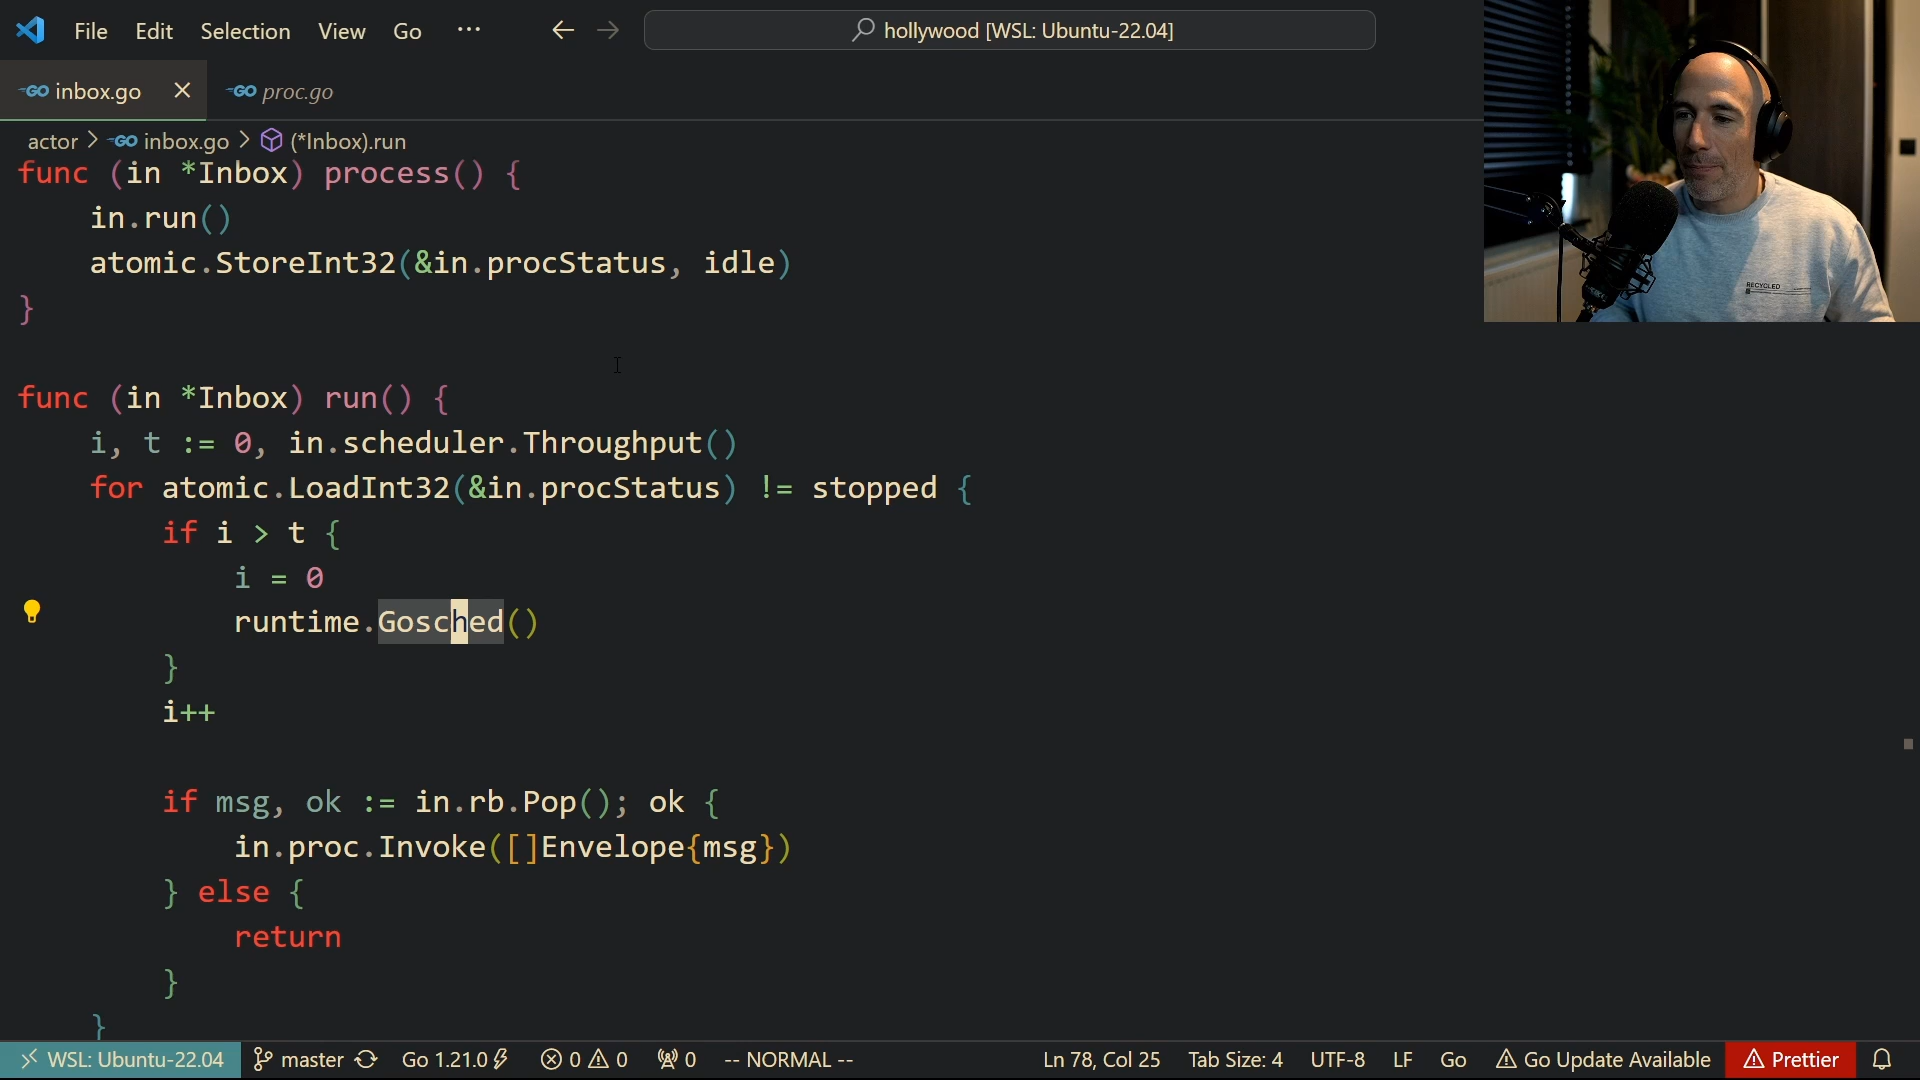 File Edit Selection View Go ... hollywood [WSL: Ubuntu-22.04]
GO inbox.go GO proc.go
actor > GO inbox.go > (*Inbox).run
func (in *Inbox) process() {
in.run()
atomic.StoreInt32(&in.procStatus, idle)
}
func (in *Inbox) run() {
i, t := 0, in.scheduler.Throughput()
for atomic.LoadInt32(&in.procStatus) != stopped {
if i > t {
i = 0
runtime.Gosched()
}
i++
if msg, ok := in.rb.Pop(); ok {
in.proc.Invoke([]Envelope{msg})
} else {
return
}
}
WSL: Ubuntu-22.04 master Go 1.21.0 0 0 0 -- NORMAL -- Ln 78, Col 25 Tab Size: 4 UTF-8 LF Go Go Update Available Prettier
RECYCLED